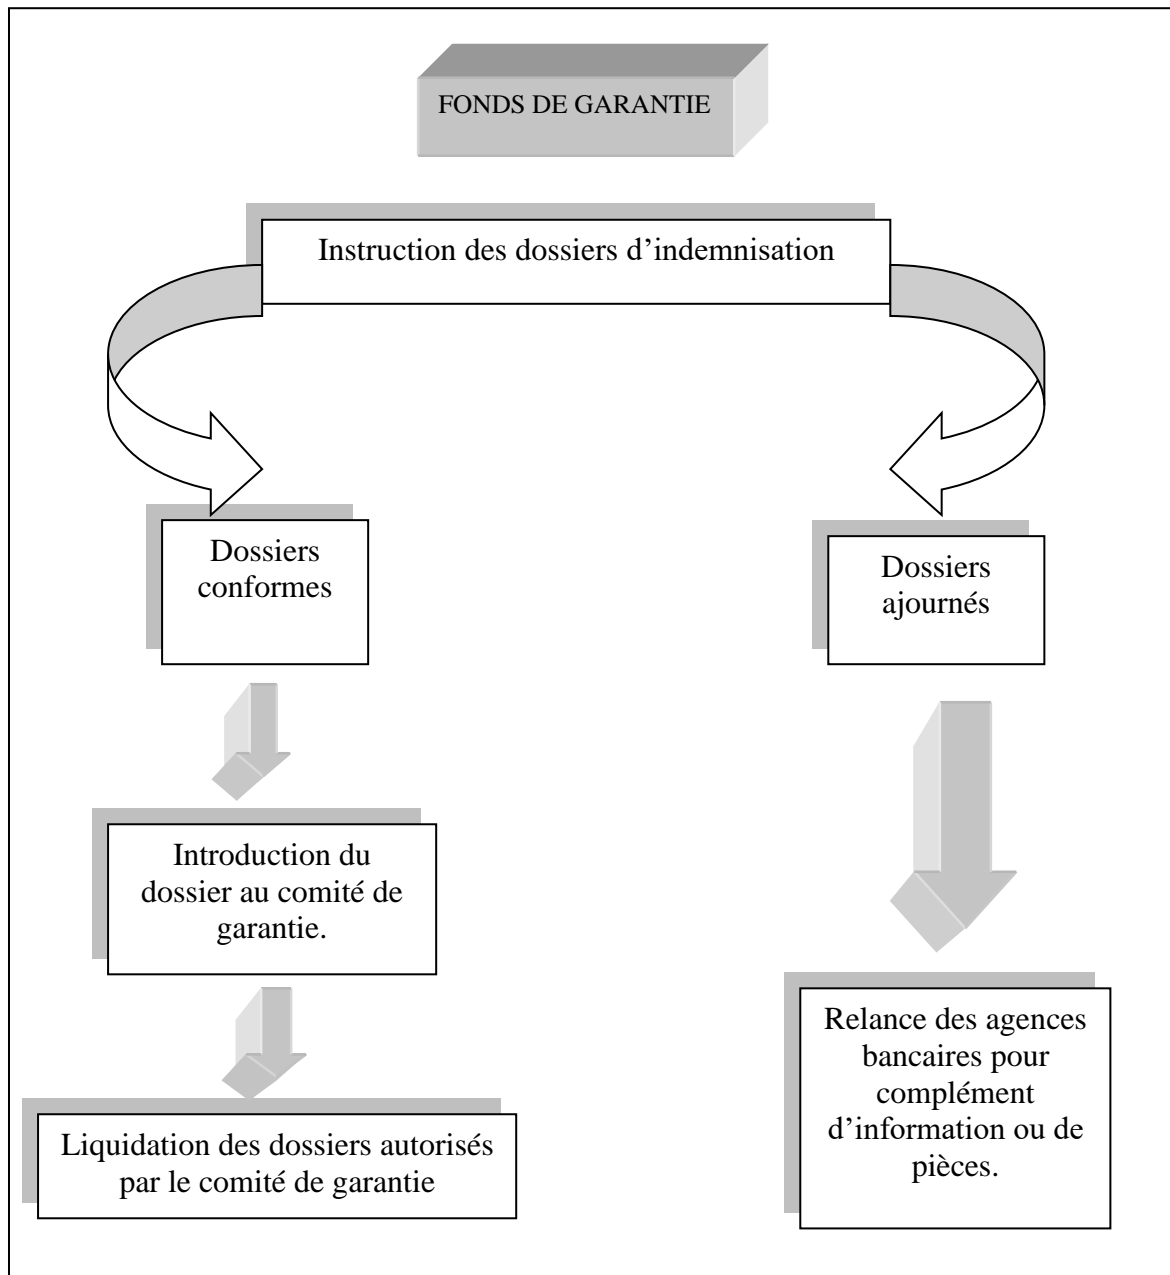 FONDS DE GARANTIE
Instruction des dossiers d’indemnisation
Dossiers
conformes
Dossiers
ajournés
Introduction du
dossier au comité de
garantie.
Relance des agences
bancaires pour
complément
d’information ou de
pièces.
Liquidation des dossiers autorisés
par le comité de garantie